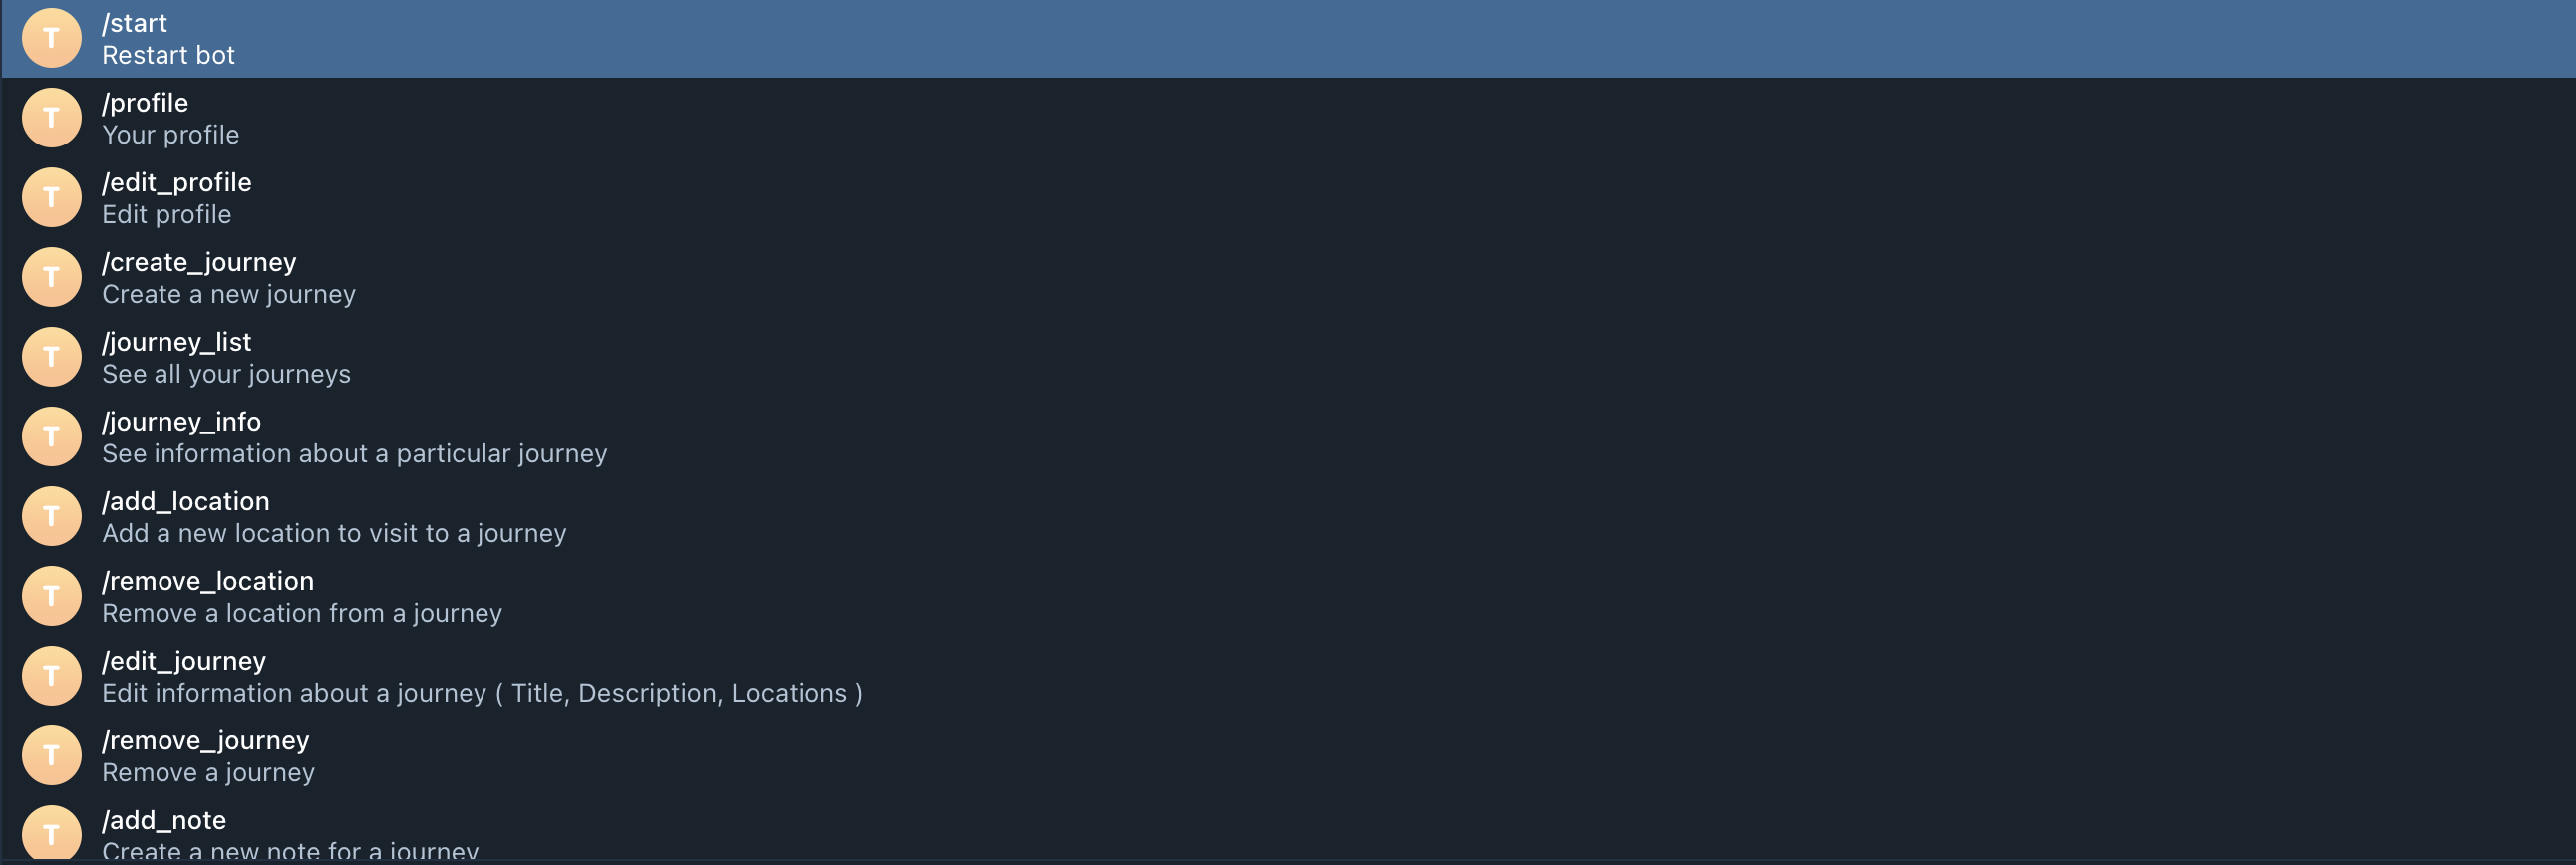 T
/start
Restart bot
T
/profile
Your profile
T
/edit_profile
Edit profile
T
/create_journey
Create a new journey
T
/journey_list
See all your journeys
T
/journey_info
See information about a particular journey
T
/add_location
Add a new location to visit to a journey
T
/remove_location
Remove a location from a journey
T
/edit_journey
Edit information about a journey ( Title, Description, Locations )
T
/remove_journey
Remove a journey
T
/add_note
Create a new note for a journey